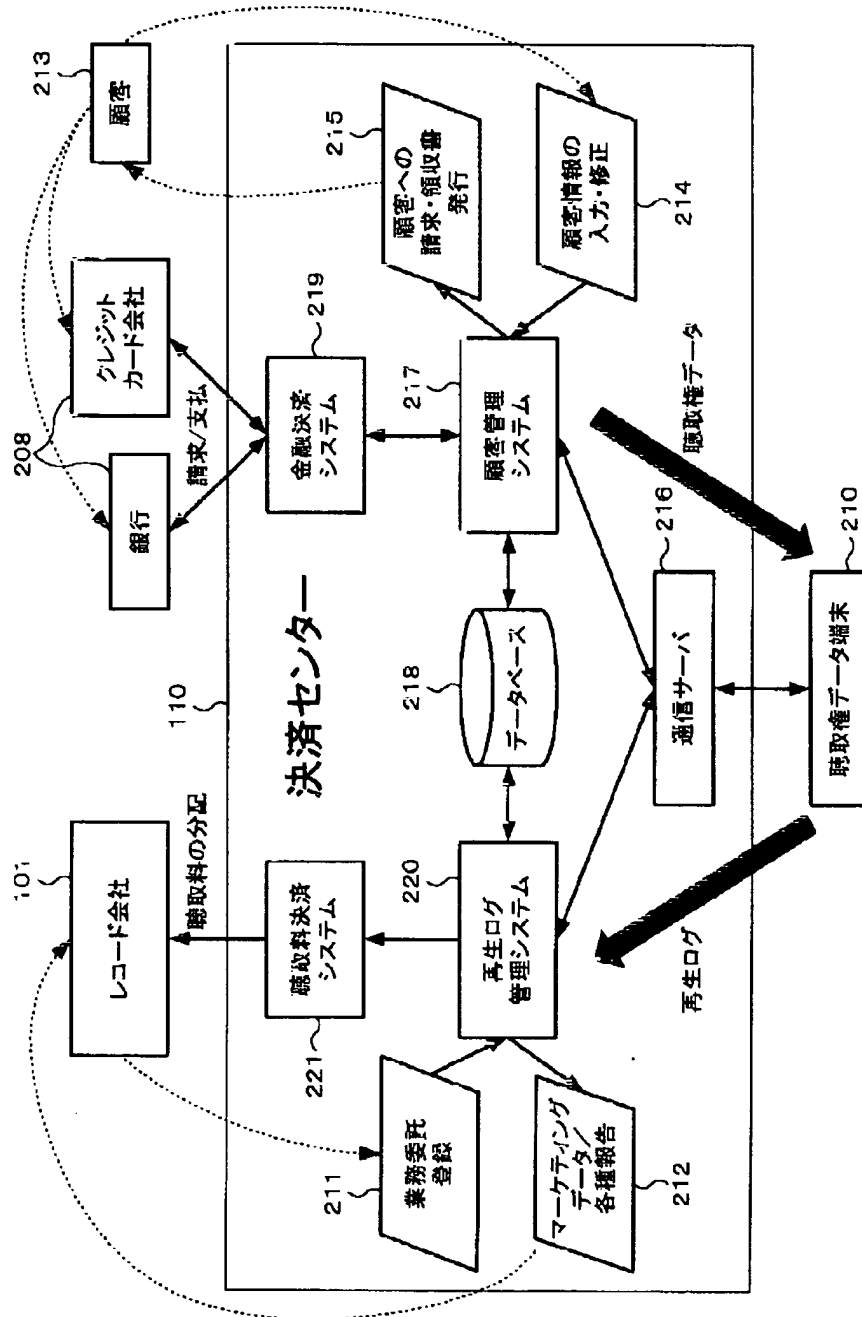 101
レコード会社
208
銀行
クレジット
カード会社
213
顧客
聴取料の分配
請求/支払
110
決済センター
221
聴取料決済
システム
219
金融決済
システム
211
業務委託
登録
215
顧客への
請求・領収書
発行
220
再生ログ
管理システム
218
データベース
217
顧客管理
システム
212
マーケティング
データ/
各種報告
214
顧客情報の
入力・修正
216
通信サーバ
再生ログ
聴取権データ
210
聴取権データ端末